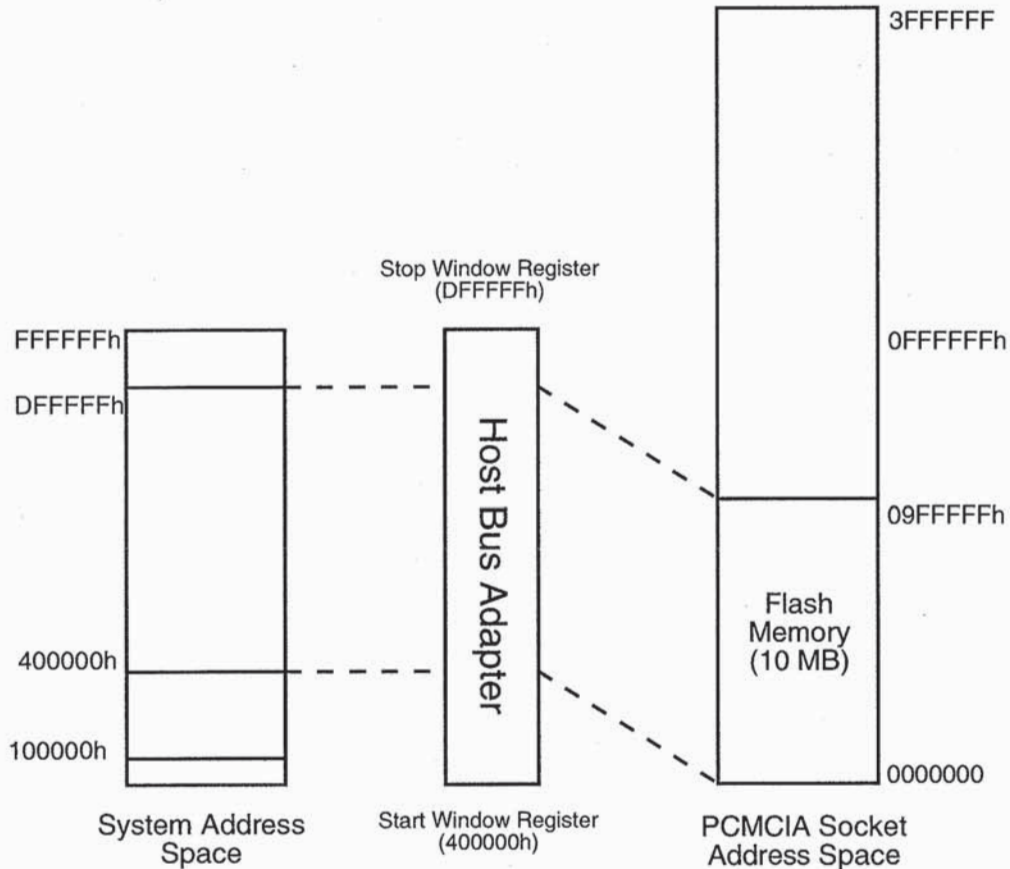 3FFFFFF
Stop Window Register
(DFFFFFh)
FFFFFFh
0FFFFFFh
DFFFFFh
09FFFFFh
Host Bus Adapter
Flash
Memory
(10 MB)
400000h
100000h
0000000
System Address
Space
Start Window Register
(400000h)
PCMCIA Socket
Address Space